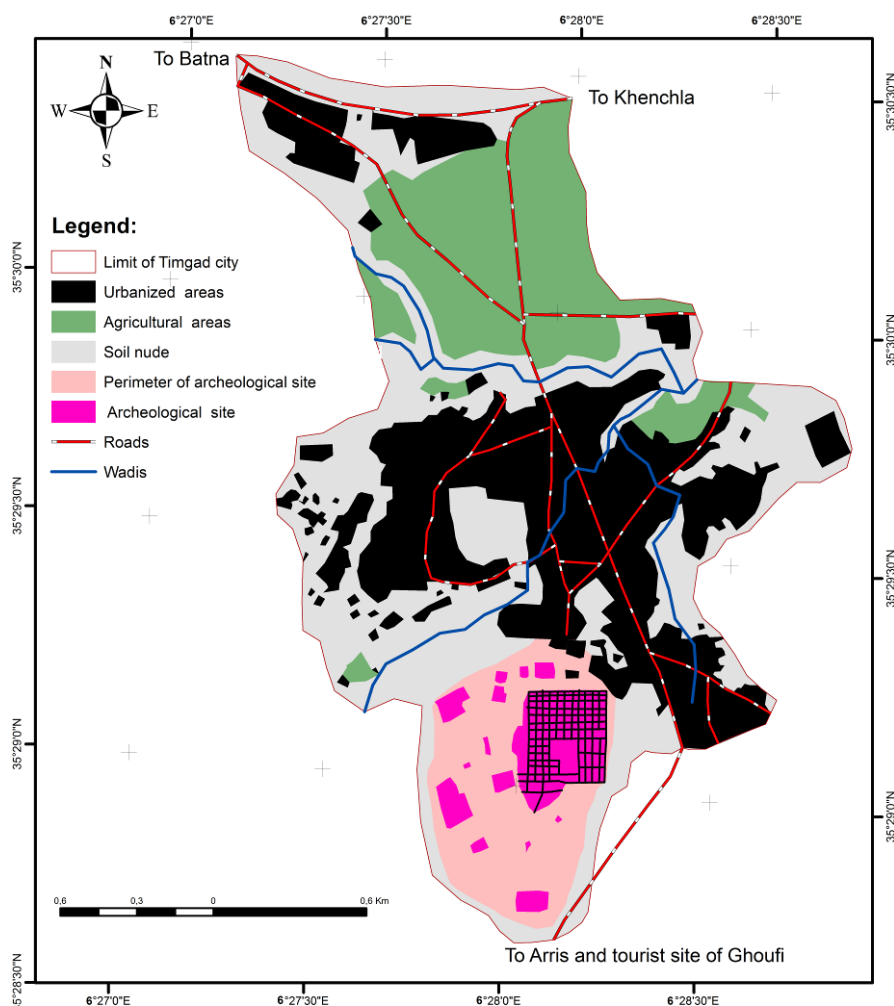 6°27'0"E 6°27'30"E 6°28'0"E 6°28'30"E
To Batna
N
W E
S
To Khenchla
35°30'30"N
Legend:
Limit of Timgad city
Urbanized areas
Agricultural areas
Soil nude
Perimeter of archeological site
Archeological site
Roads
Wadis
35°30'0"N
35°30'0"N
35°29'30"N
35°29'30"N
35°29'0"N
35°29'0"N
0,6 0,3 0 0,6 Km
To Arris and tourist site of Ghoufi
35°28'30"N
6°27'0"E 6°27'30"E 6°28'0"E 6°28'30"E